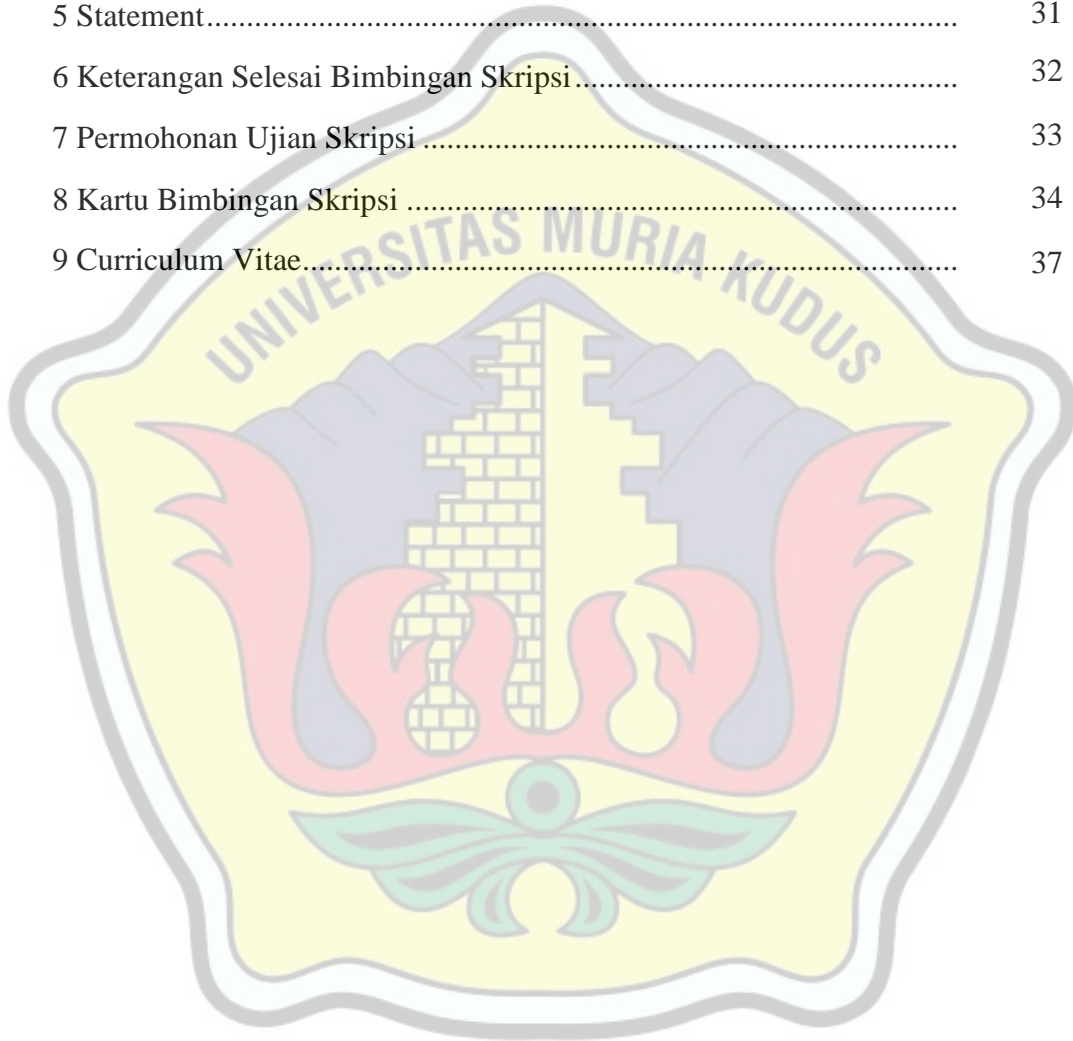 5 Statement........................................................................................... 31
6 Keterangan Selesai Bimbingan Skripsi.............................................. 32
7 Permohonan Ujian Skripsi ................................................................. 33
8 Kartu Bimbingan Skripsi ................................................................... 34
9 Curriculum Vitae................................................................................ 37
UNIVERSITAS MURIA KUDUS